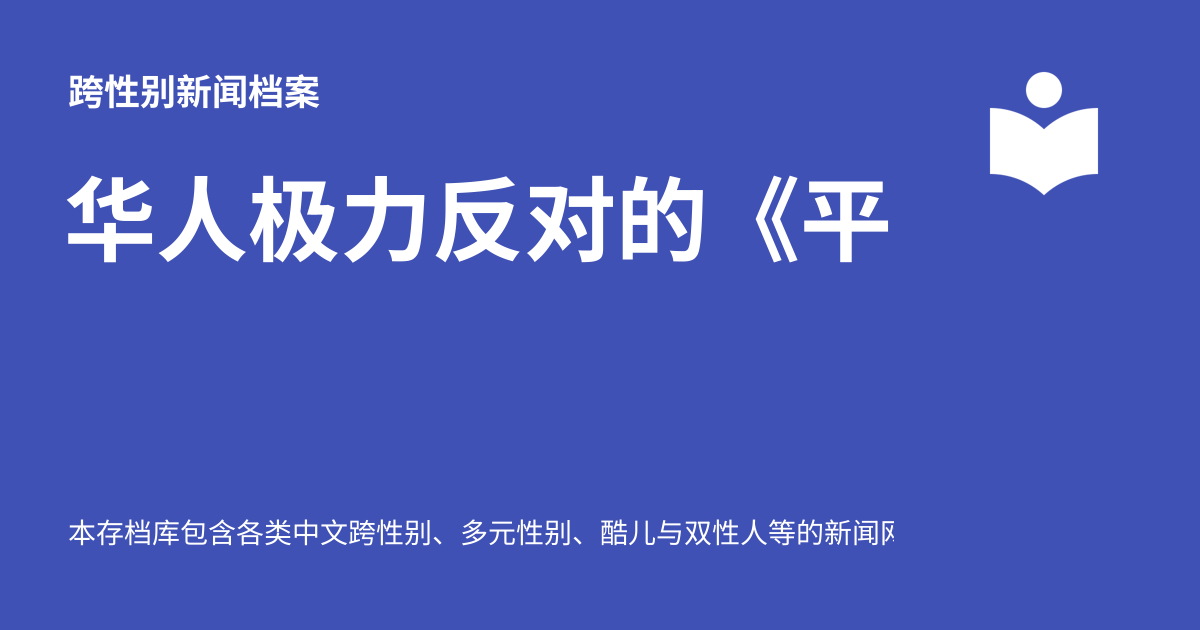 跨性别新闻档案
华人极力反对的《平
本存档库包含各类中文跨性别、多元性别、酷儿与双性人等的新闻网